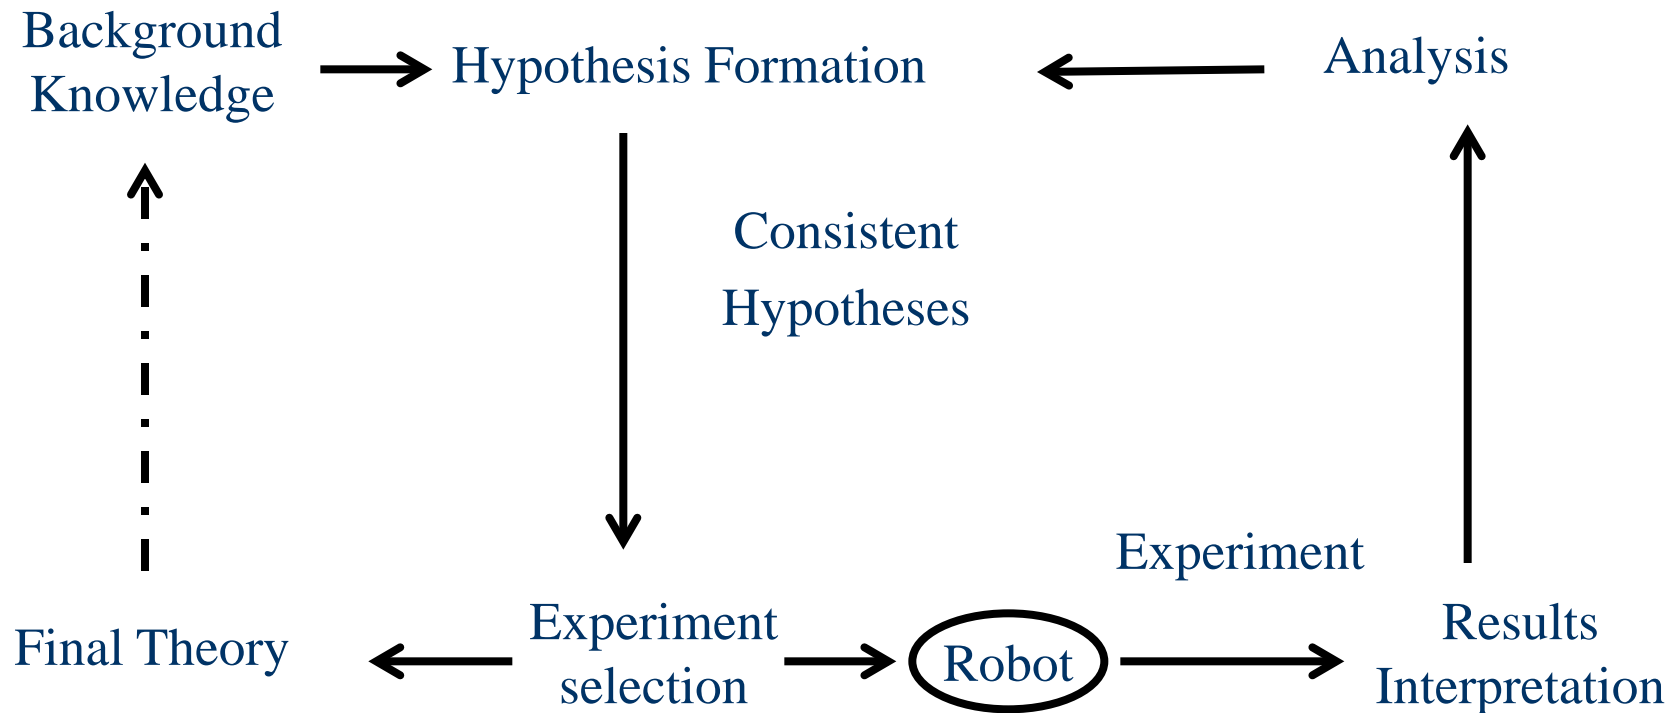 Background
Knowledge
Hypothesis Formation
Analysis
Consistent
Hypotheses
Experiment
Final Theory
Experiment
selection
Robot
Results
Interpretation